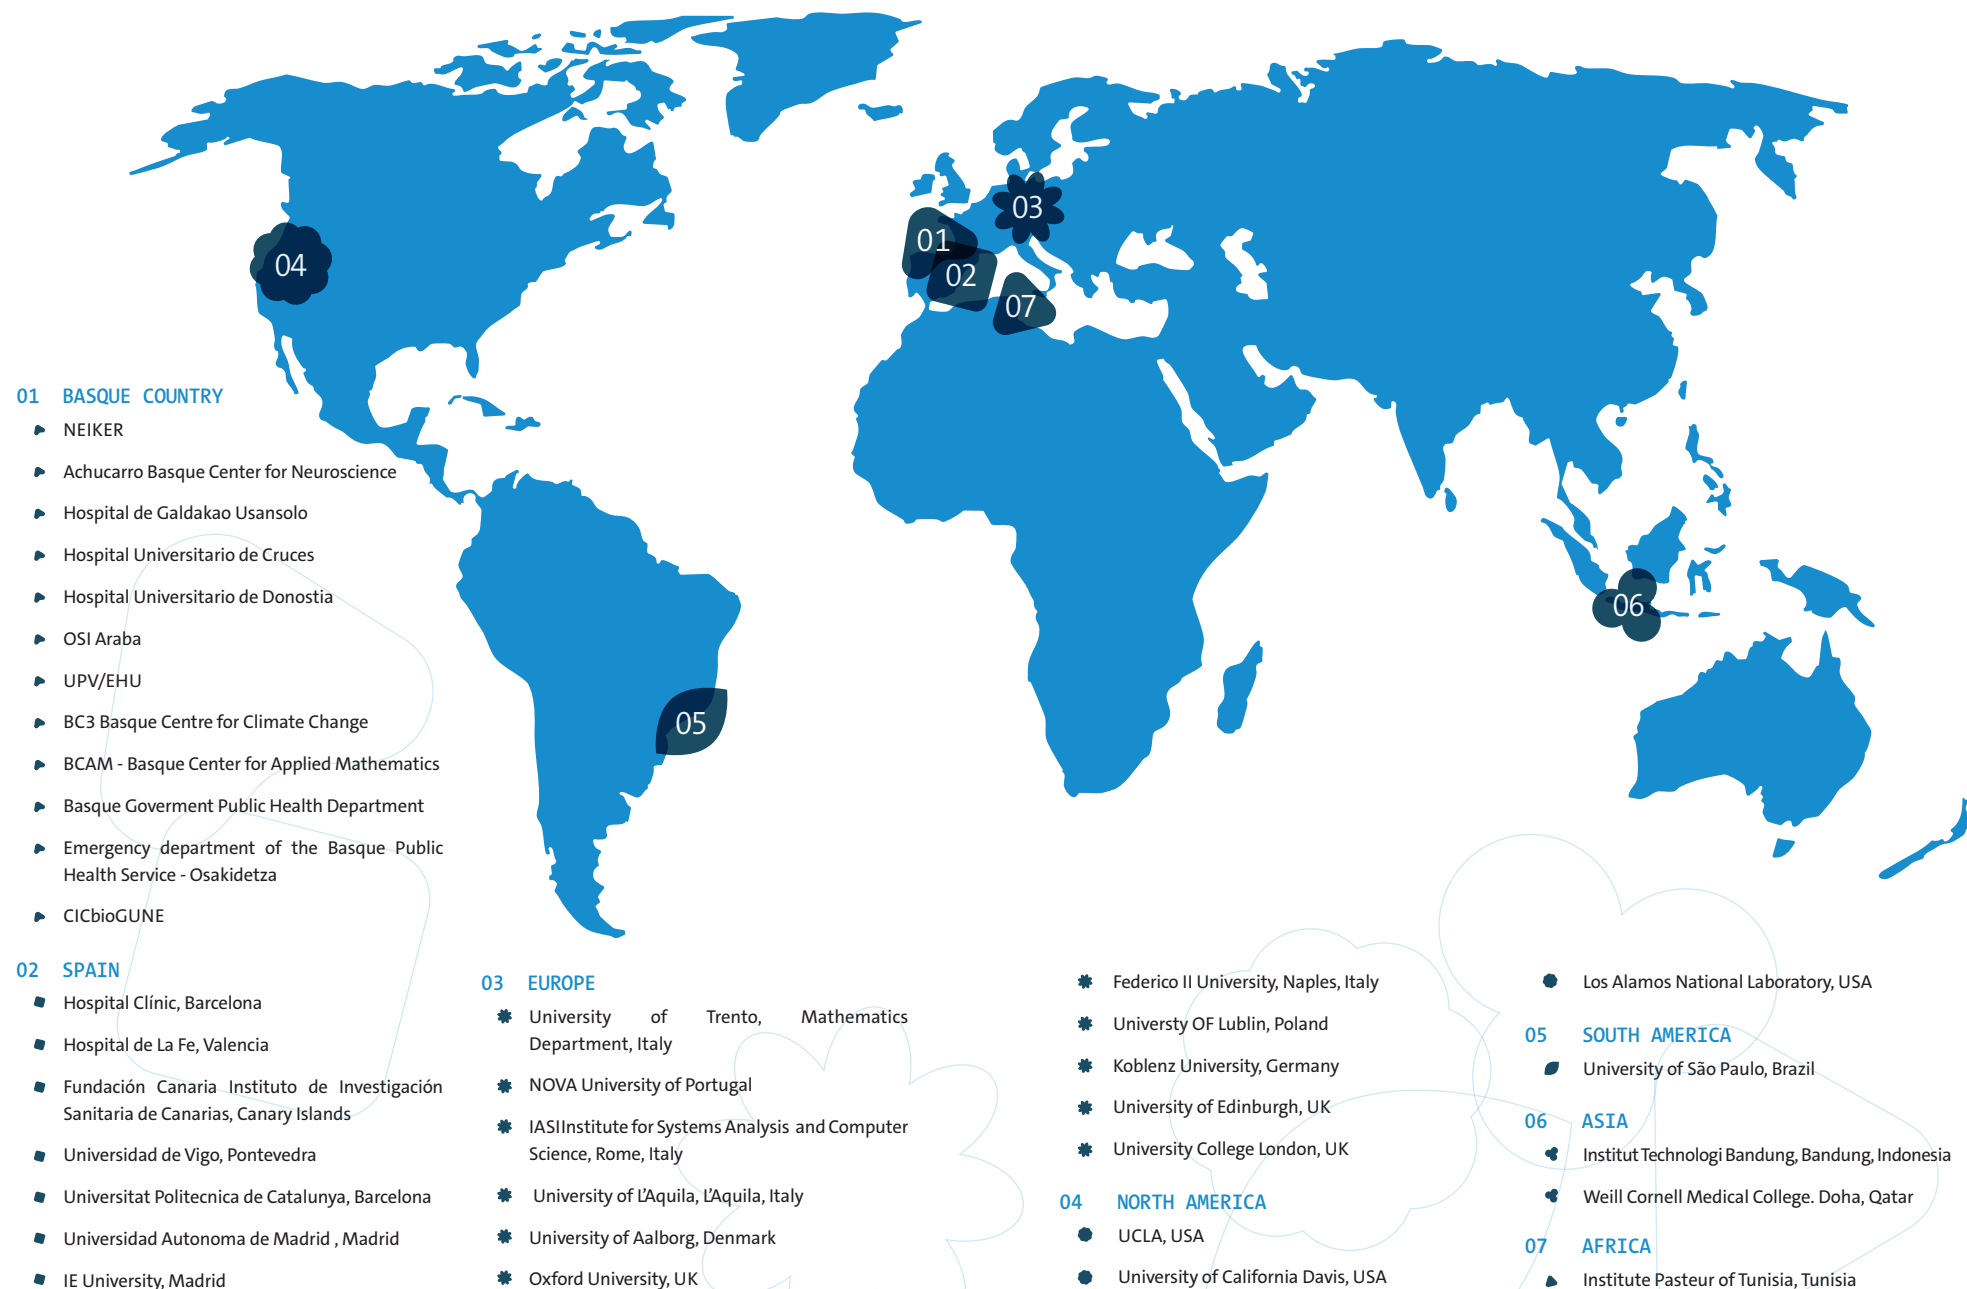 04
01
02
03
07
05
06
01 BASQUE COUNTRY
NEIKER
Achucarro Basque Center for Neuroscience
Hospital de Galdakao Usansolo
Hospital Universitario de Cruces
Hospital Universitario de Donostia
OSI Araba
UPV/EHU
BC3 Basque Centre for Climate Change
BCAM - Basque Center for Applied Mathematics
Basque Goverment Public Health Department
Emergency department of the Basque Public
Health Service - Osakidetza
CICbioGUNE
02 SPAIN
Hospital Clínic, Barcelona
Hospital de La Fe, Valencia
Fundación Canaria Instituto de Investigación
Sanitaria de Canarias, Canary Islands
Universidad de Vigo, Pontevedra
Universitat Politecnica de Catalunya, Barcelona
Universidad Autonoma de Madrid , Madrid
IE University, Madrid
03 EUROPE
University of Trento, Mathematics
Department, Italy
NOVA University of Portugal
IASIInstitute for Systems Analysis and Computer
Science, Rome, Italy
University of L'Aquila, L'Aquila, Italy
University of Aalborg, Denmark
Oxford University, UK
Federico II University, Naples, Italy
Universty OF Lublin, Poland
Koblenz University, Germany
University of Edinburgh, UK
University College London, UK
04 NORTH AMERICA
UCLA, USA
University of California Davis, USA
Los Alamos National Laboratory, USA
05 SOUTH AMERICA
University of São Paulo, Brazil
06 ASIA
Institut Technologi Bandung, Bandung, Indonesia
Weill Cornell Medical College. Doha, Qatar
07 AFRICA
Institute Pasteur of Tunisia, Tunisia